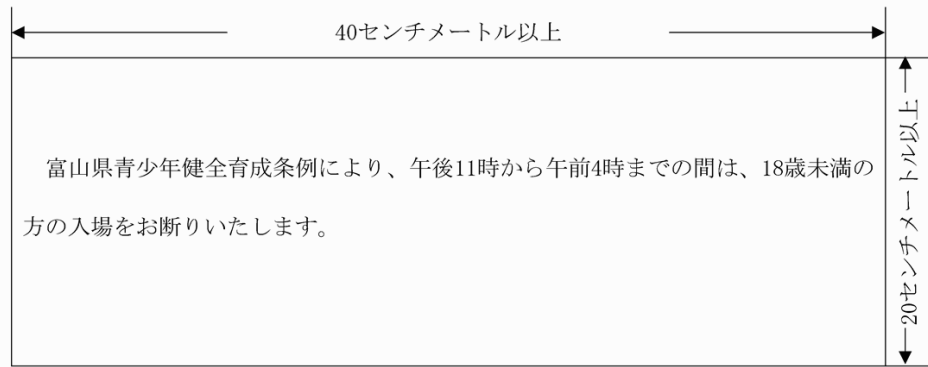 40センチメートル以上
　富山県青少年健全育成条例により、午後11時から午前4時までの間は、18歳未満の
方の入場をお断りいたします。
20センチメートル以上